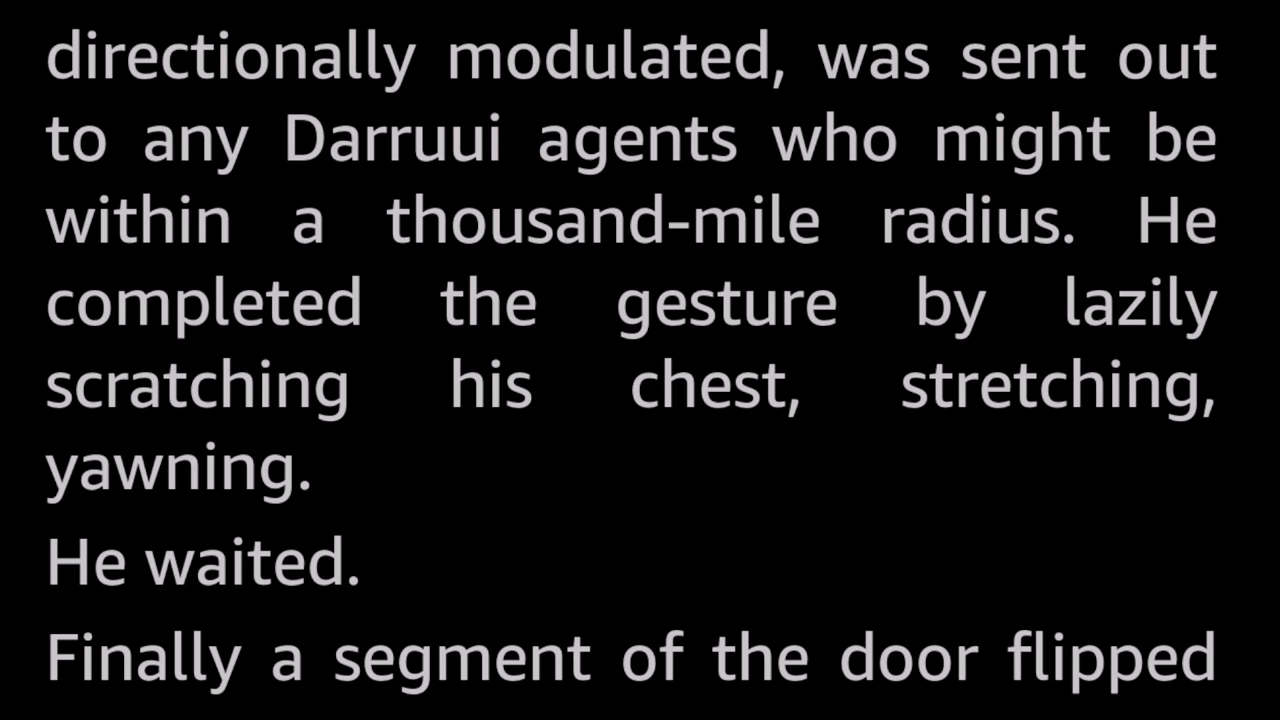 directionally modulated, was sent out
to any Darruui agents who might be
within a thousand-mile radius. He
completed the gesture by lazily
scratching his chest, stretching,
yawning.
He waited.
Finally a segment of the door flipped